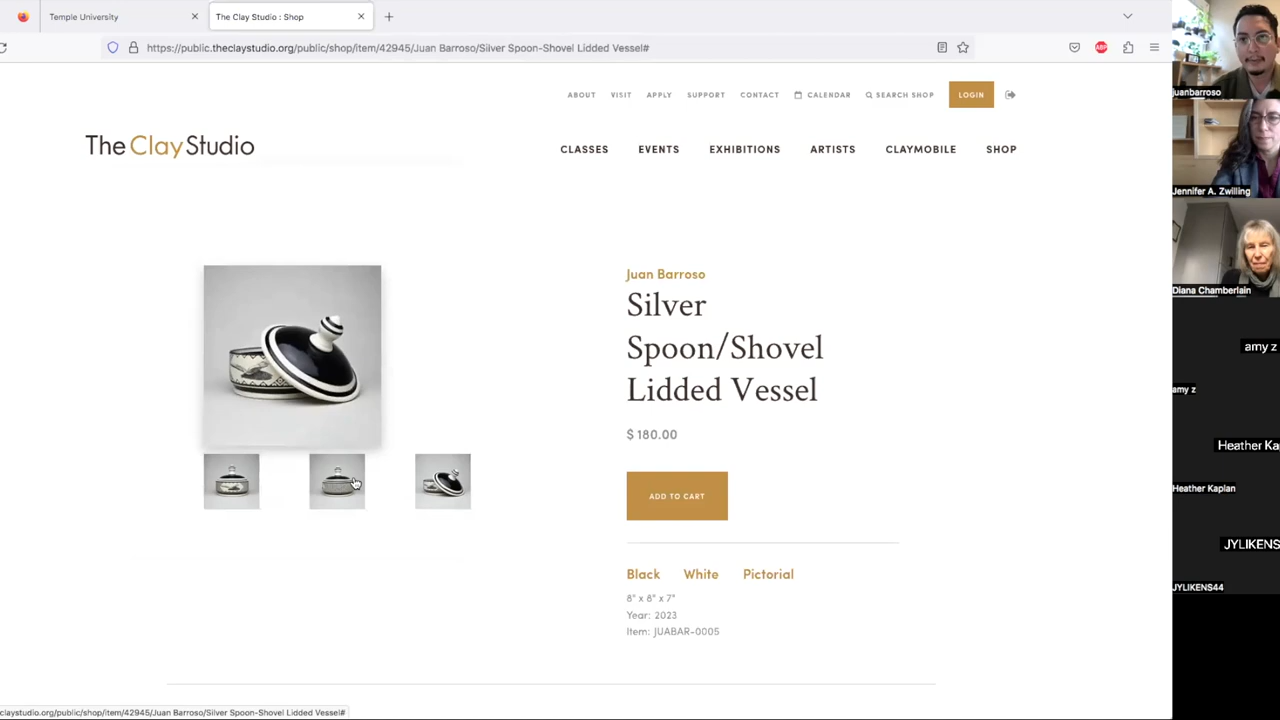 Temple University
The Clay Studio : Shop
https://public.theclaystudio.org/public/shop/item/42945/Juan Barroso/Silver Spoon-Shovel Lidded Vessel#
ABP
ABOUT VISIT APPLY SUPPORT CONTACT CALENDAR SEARCH SHOP LOGIN
The Clay Studio
CLASSES EVENTS EXHIBITIONS ARTISTS CLAYMOBILE SHOP
Juan Barroso
Silver
Spoon/Shovel
Lidded Vessel
$ 180.00
ADD TO CART
Black White Pictorial
8" x 8" x 7"
Year: 2023
Item: JUABAR-0005
claystudio.org/public/shop/item/42945/Juan Barroso/Silver Spoon-Shovel Lidded Vessel#
juanbarroso
Jennifer A. Zwilling
Diana Chamberlain
amy z
amy z
Heather Ka
Heather Kaplan
JYLIKENS
JYLIKENS44